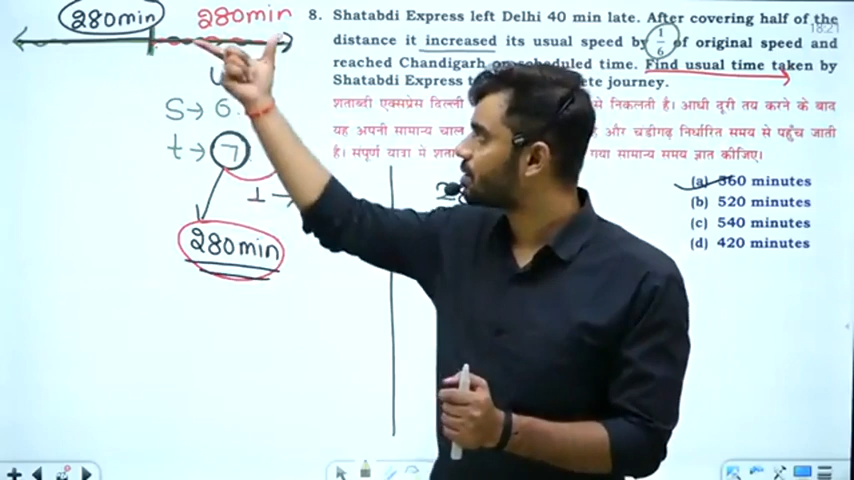 280min 280min
S→ 6
t→ 7
1 →
280min
8. Shatabdi Express left Delhi 40 min late. After covering half of the
distance it increased its usual speed by 1/6 of original speed and
reached Chandigarh on scheduled time. Find usual time taken by
Shatabdi Express ete journey.
शताब्दी एक्सप्रेस दिल्ली से निकलती है। आधी दूरी तय करने के बाद
यह अपनी सामान्य चाल है और चडीगढ़ निर्धारित समय से पहुँच जाती
है। संपूर्ण यात्रा मे गया सामान्य समय ज्ञात कीजिए।
(a) 560 minutes
(b) 520 minutes
(c) 540 minutes
(d) 420 minutes
18:21